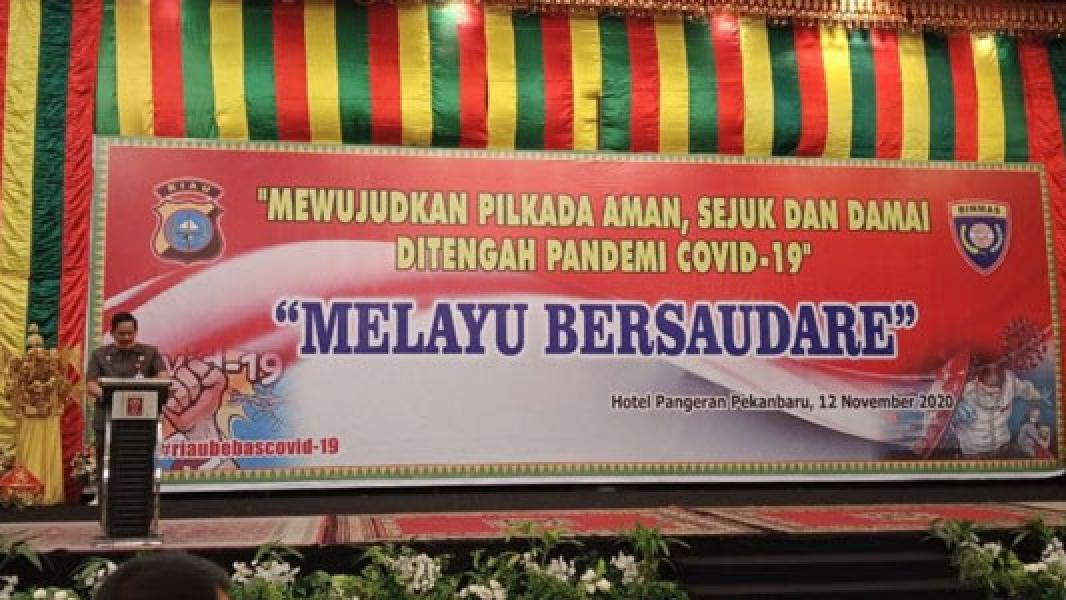 RIAU
"MEWUJUDKAN PILKADA AMAN, SEJUK DAN DAMAI
DITENGAH PANDEMI COVID-19"
BINMAS
"MELAYU BERSAUDARE"
-19
Hotel Pangeran Pekanbaru, 12 November 2020
#riaubebascovid-19